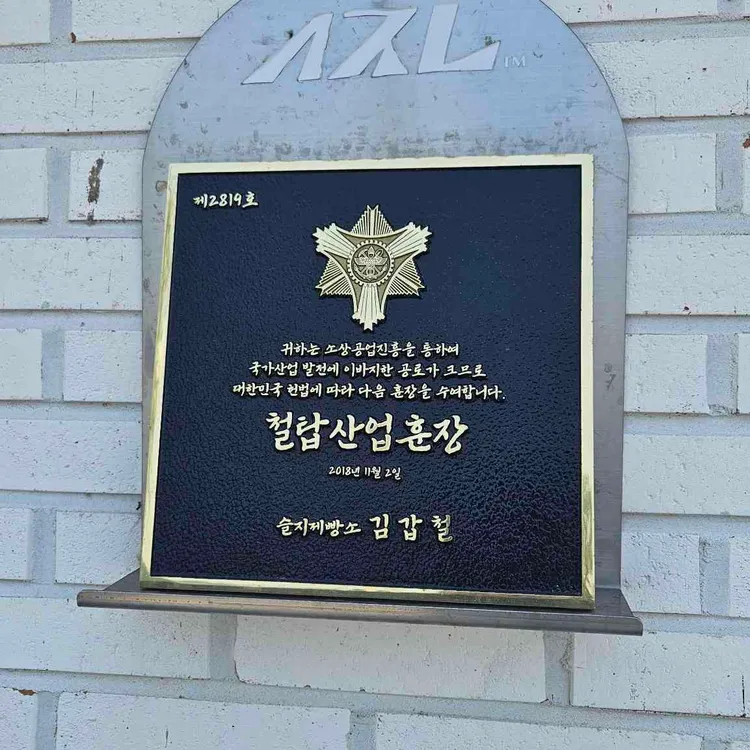 ㅅㅈㄴ TM
제2819호
귀하는 소상공업진흥을 통하여
국가산업 발전에 이바지한 공로가 크므로
대한민국 헌법에 따라 다음 훈장을 수여합니다.
철탑산업훈장
2018년 11월 2일
슬지제빵소 김갑철